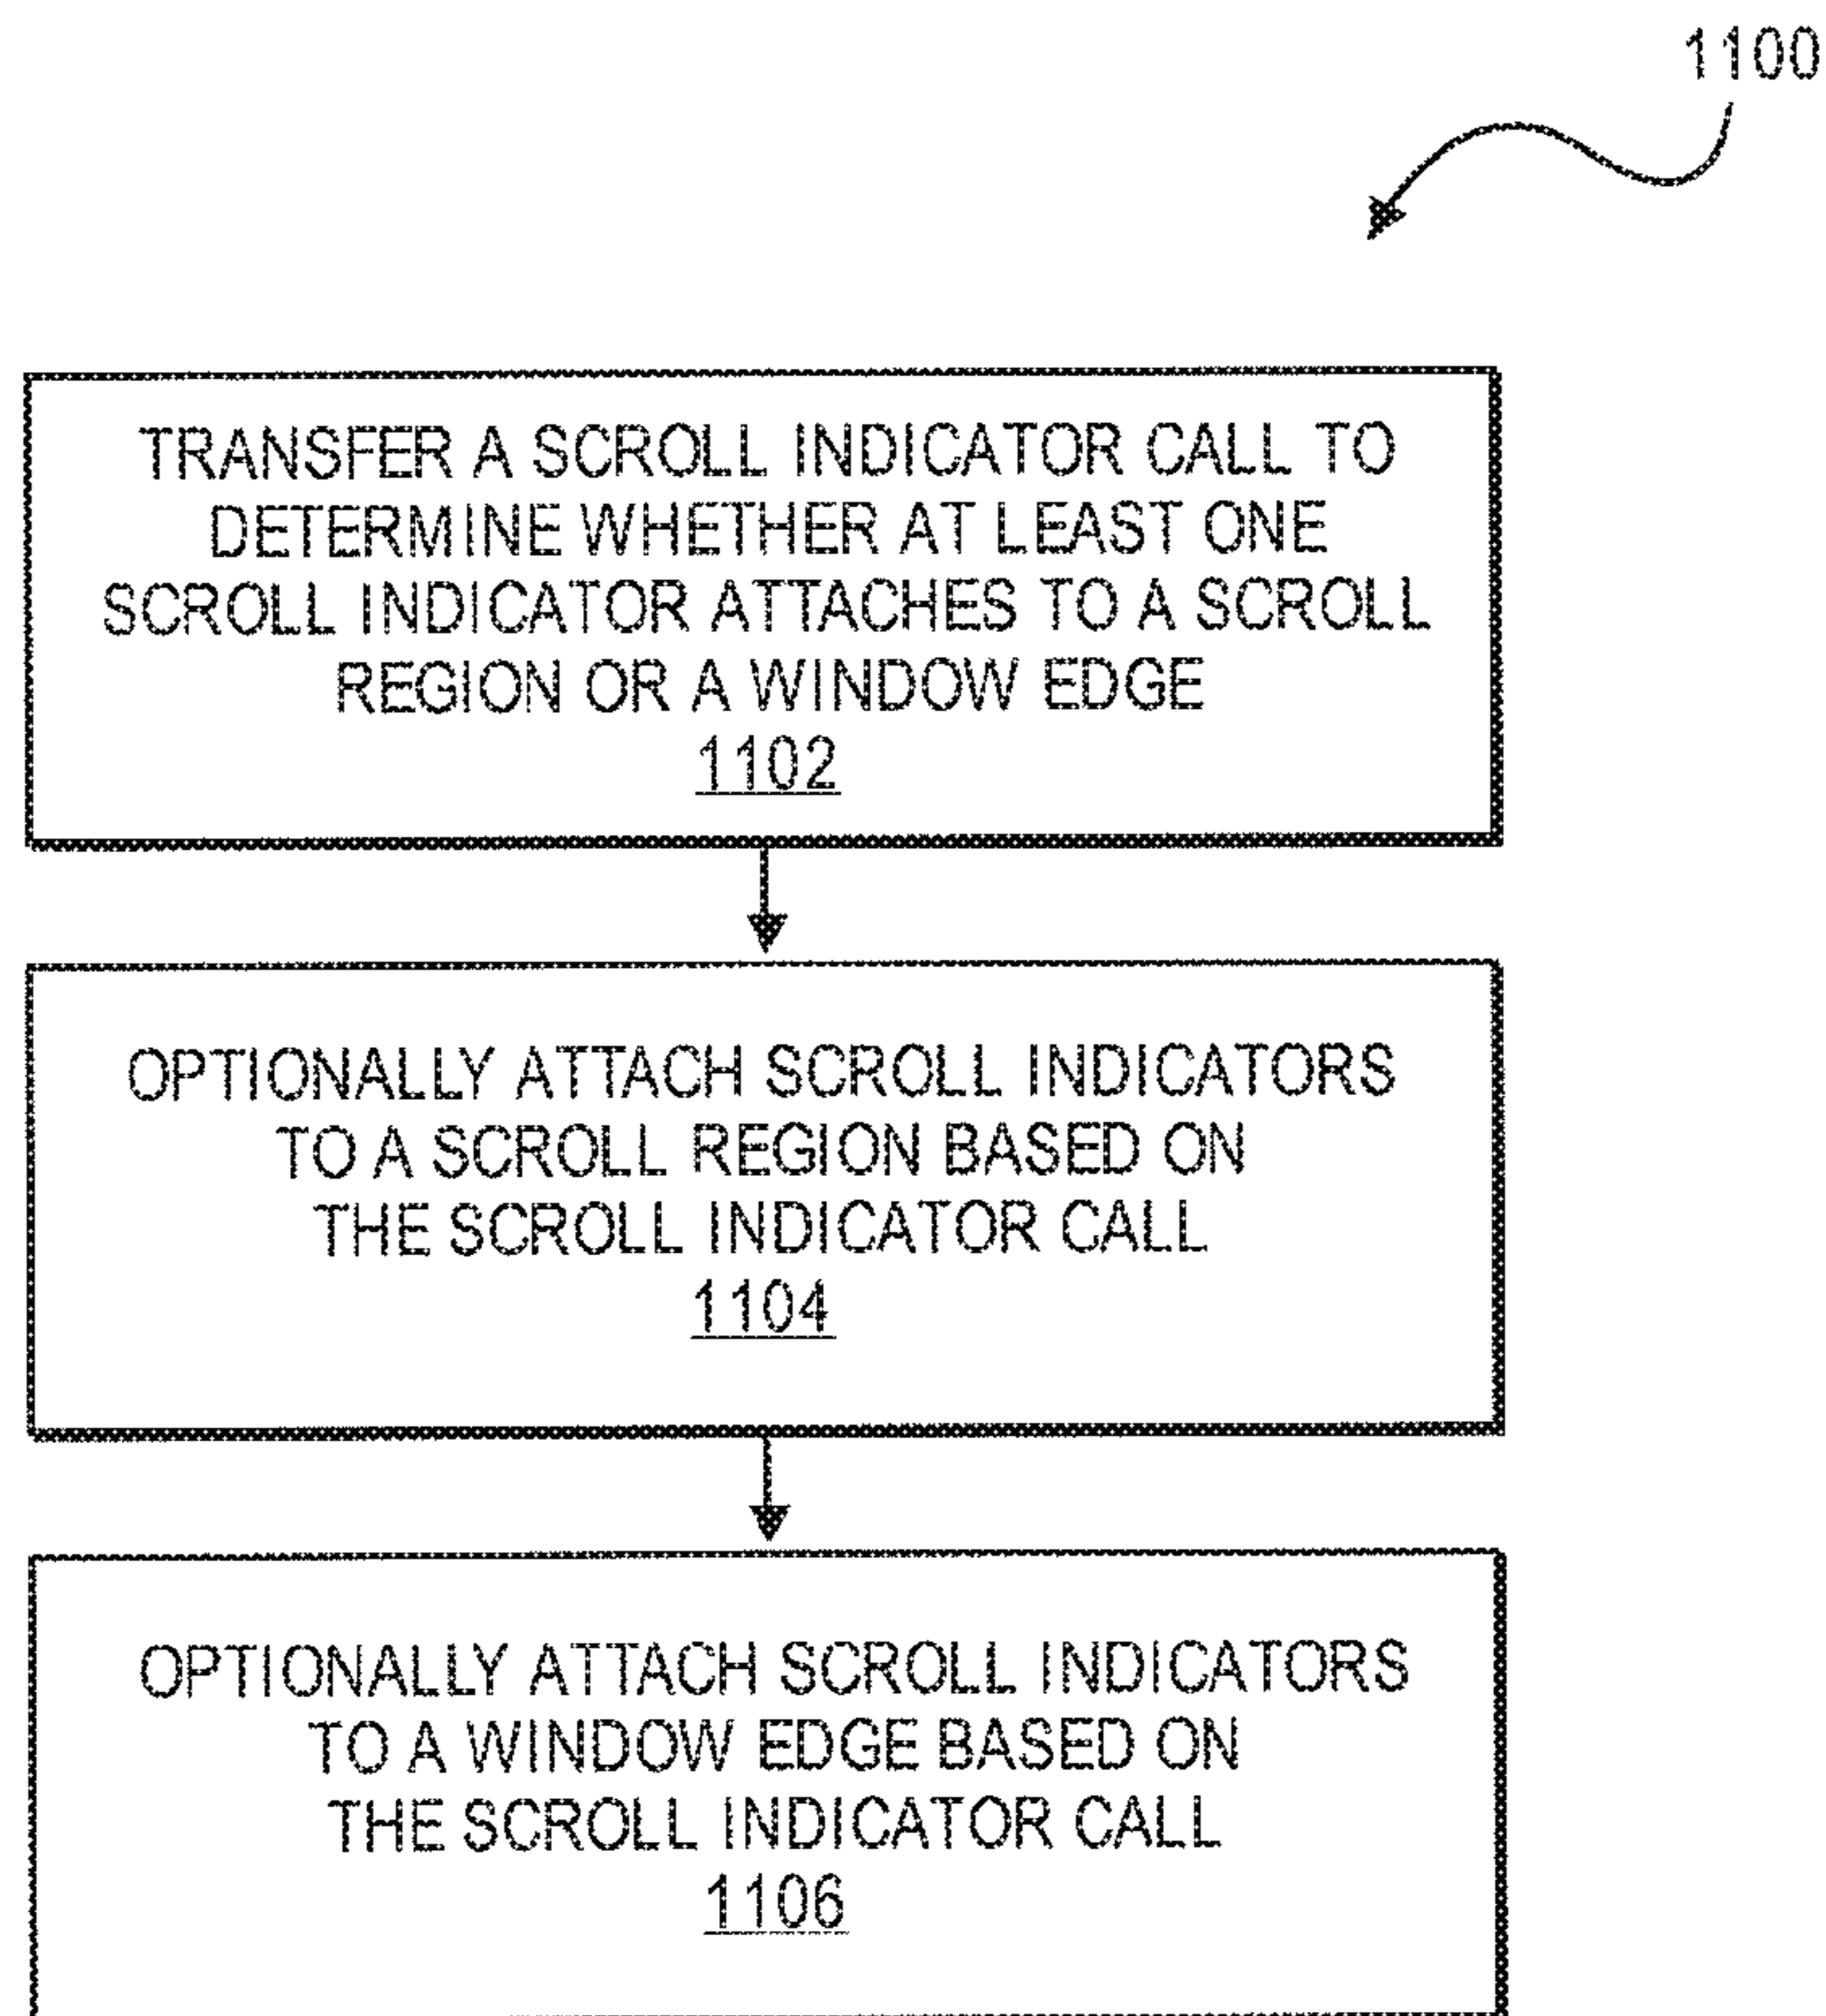 1100
TRANSFER A SCROLL INDICATOR CALL TO
DETERMINE WHETHER AT LEAST ONE
SCROLL INDICATOR ATTACHES TO A SCROLL
REGION OR A WINDOW EDGE
1102
OPTIONALLY ATTACH SCROLL INDICATORS
TO A SCROLL REGION BASED ON
THE SCROLL INDICATOR CALL
1104
OPTIONALLY ATTACH SCROLL INDICATORS
TO A WINDOW EDGE BASED ON
THE SCROLL INDICATOR CALL
1106